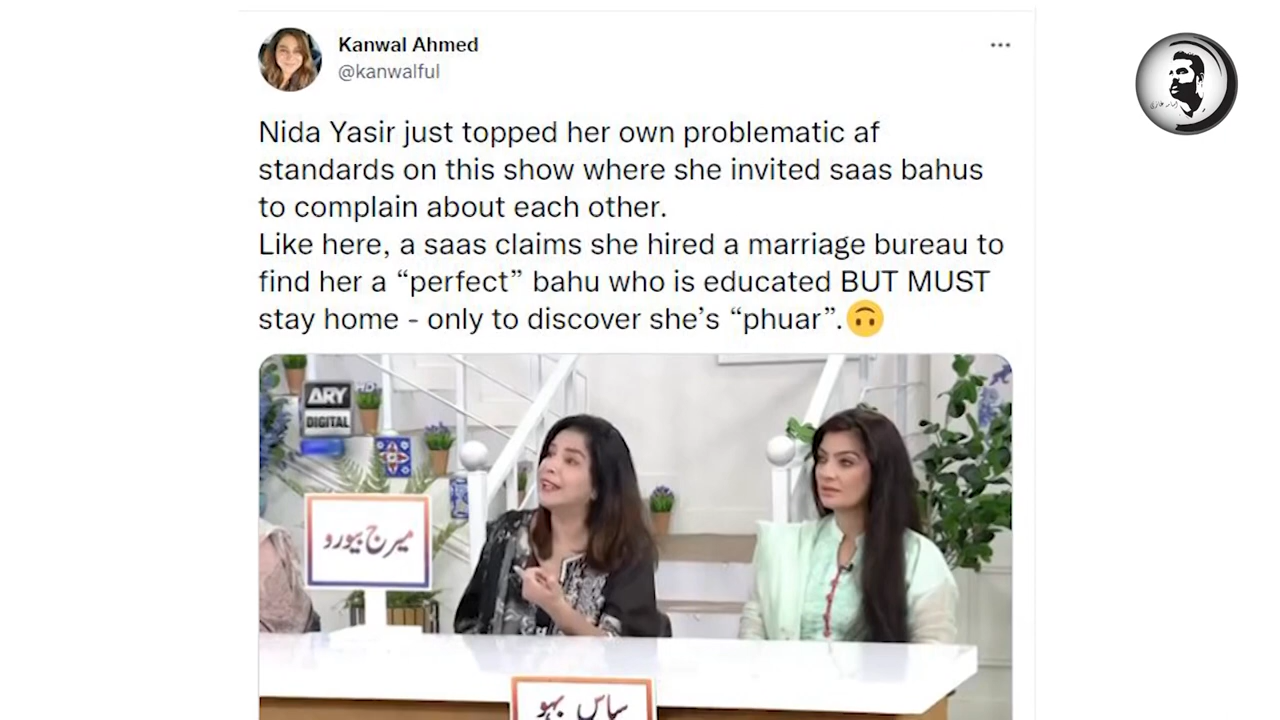 Kanwal Ahmed
@kanwalful
Nida Yasir just topped her own problematic af
standards on this show where she invited saas bahus
to complain about each other.
Like here, a saas claims she hired a marriage bureau to
find her a “perfect” bahu who is educated BUT MUST
stay home - only to discover she’s “phuar”.🙃
ARY HD
DIGITAL
میرج بیورو
ساس بہو